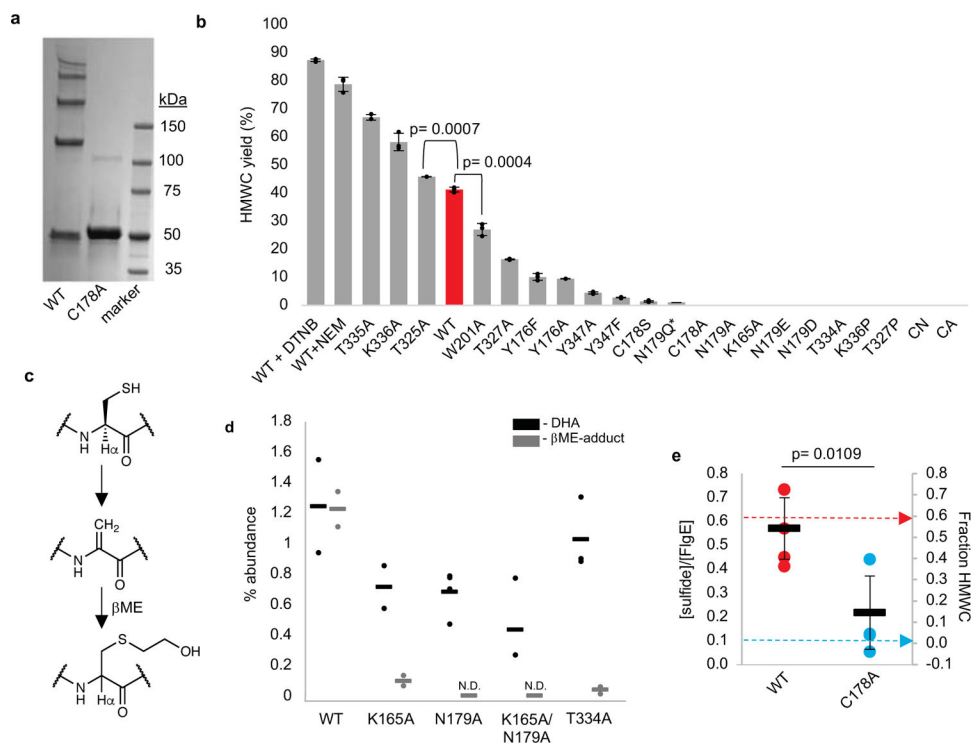 a
kDa
150
100
75
50
35
WT
C178A
marker
b
HMWC yield (%)
100
90
80
70
60
50
40
30
20
10
0
p= 0.0007
p= 0.0004
WT + DTNB
WT+NEM
T335A
K336A
T325A
WT
W201A
T327A
Y176F
Y176A
Y347A
Y347F
C178S
N179Q*
C178A
N179A
K165A
N179E
N179D
T334A
K336P
T327P
CN
CA
c
SH
N
H
Hα
O
CH2
N
H
O
βME
S
OH
N
H
Hα
O
d
- DHA
- βME-adduct
% abundance
1.8
1.6
1.4
1.2
1
0.8
0.6
0.4
0.2
0
N.D.
N.D.
WT
K165A
N179A
K165A/
N179A
T334A
e
p= 0.0109
[sulfide]/[FlgE]
0.8
0.7
0.6
0.5
0.4
0.3
0.2
0.1
0.0
0.8
0.7
0.6
0.5
0.4
0.3
0.2
0.1
0.0
-0.1
Fraction HMWC
WT
C178A